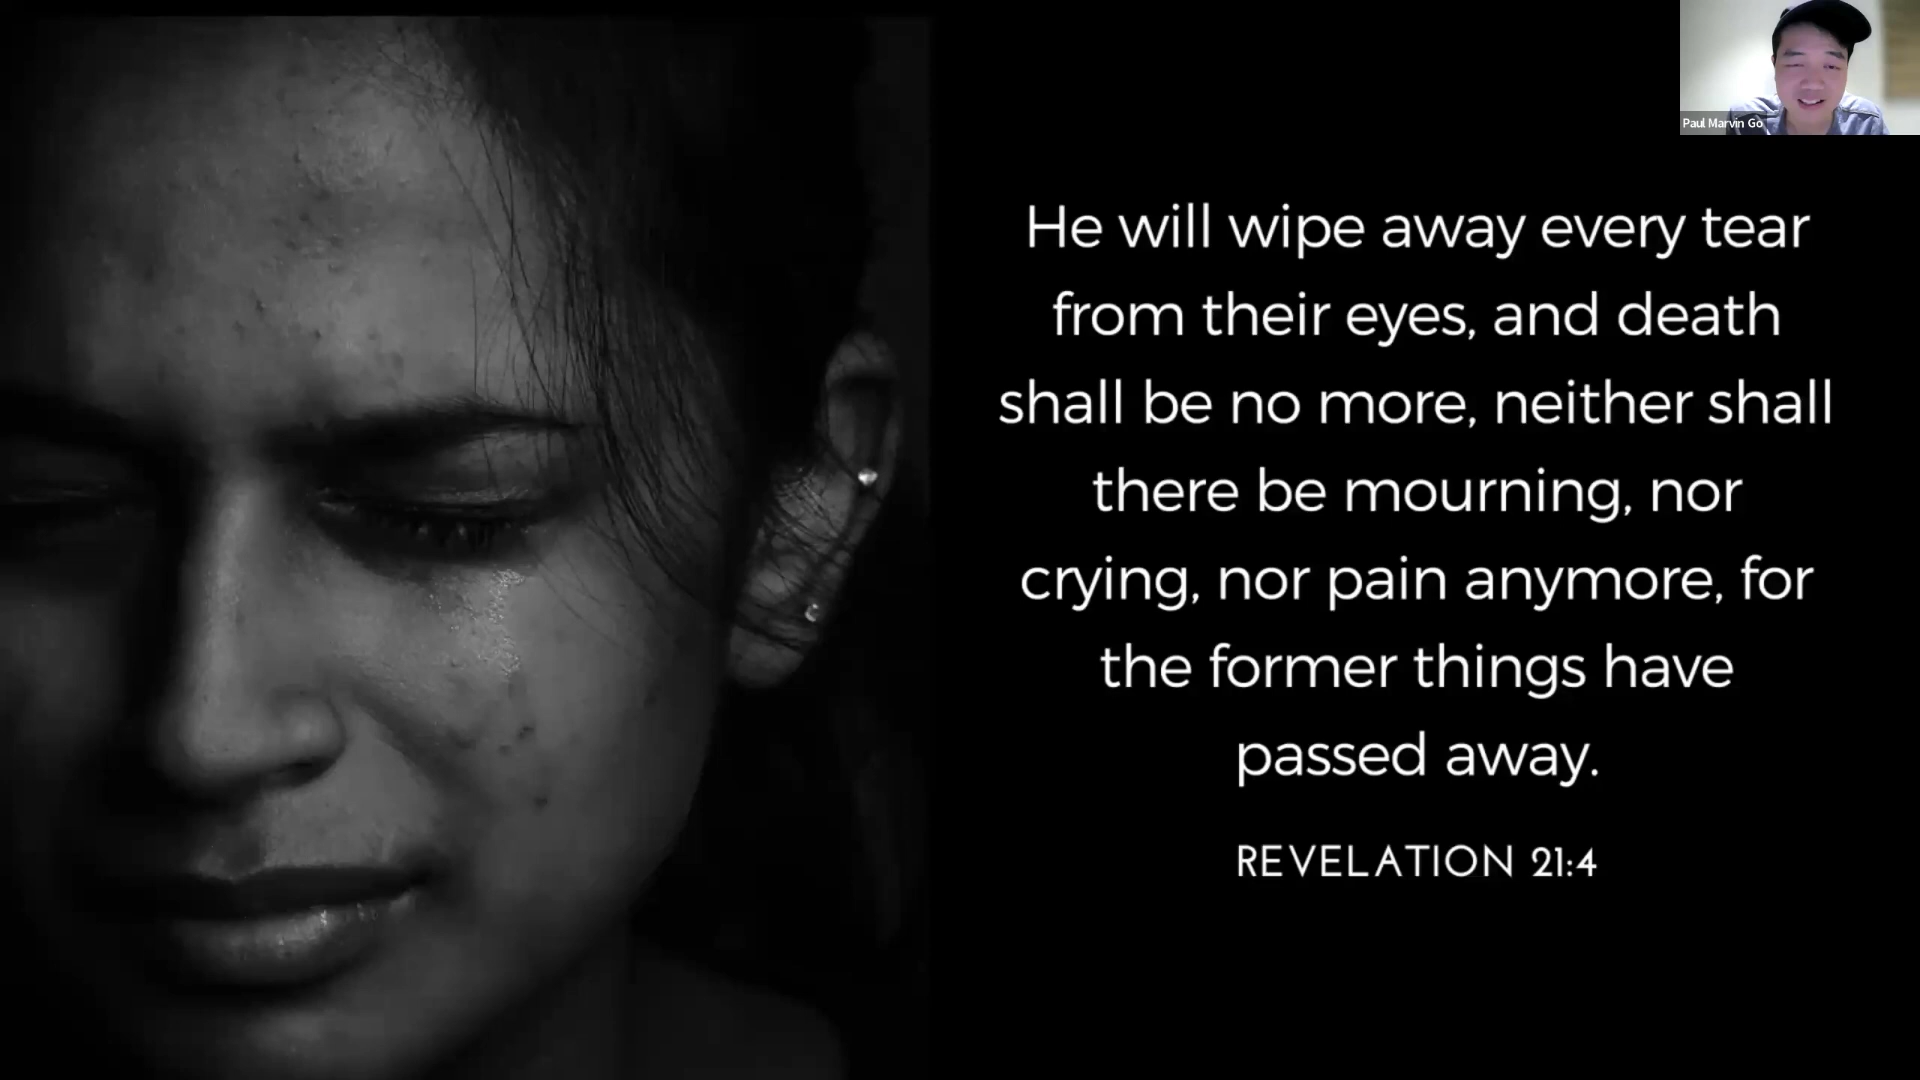 Paul Marvin Go
He will wipe away every tear
from their eyes, and death
shall be no more, neither shall
there be mourning, nor
crying, nor pain anymore, for
the former things have
passed away.
REVELATION 21:4